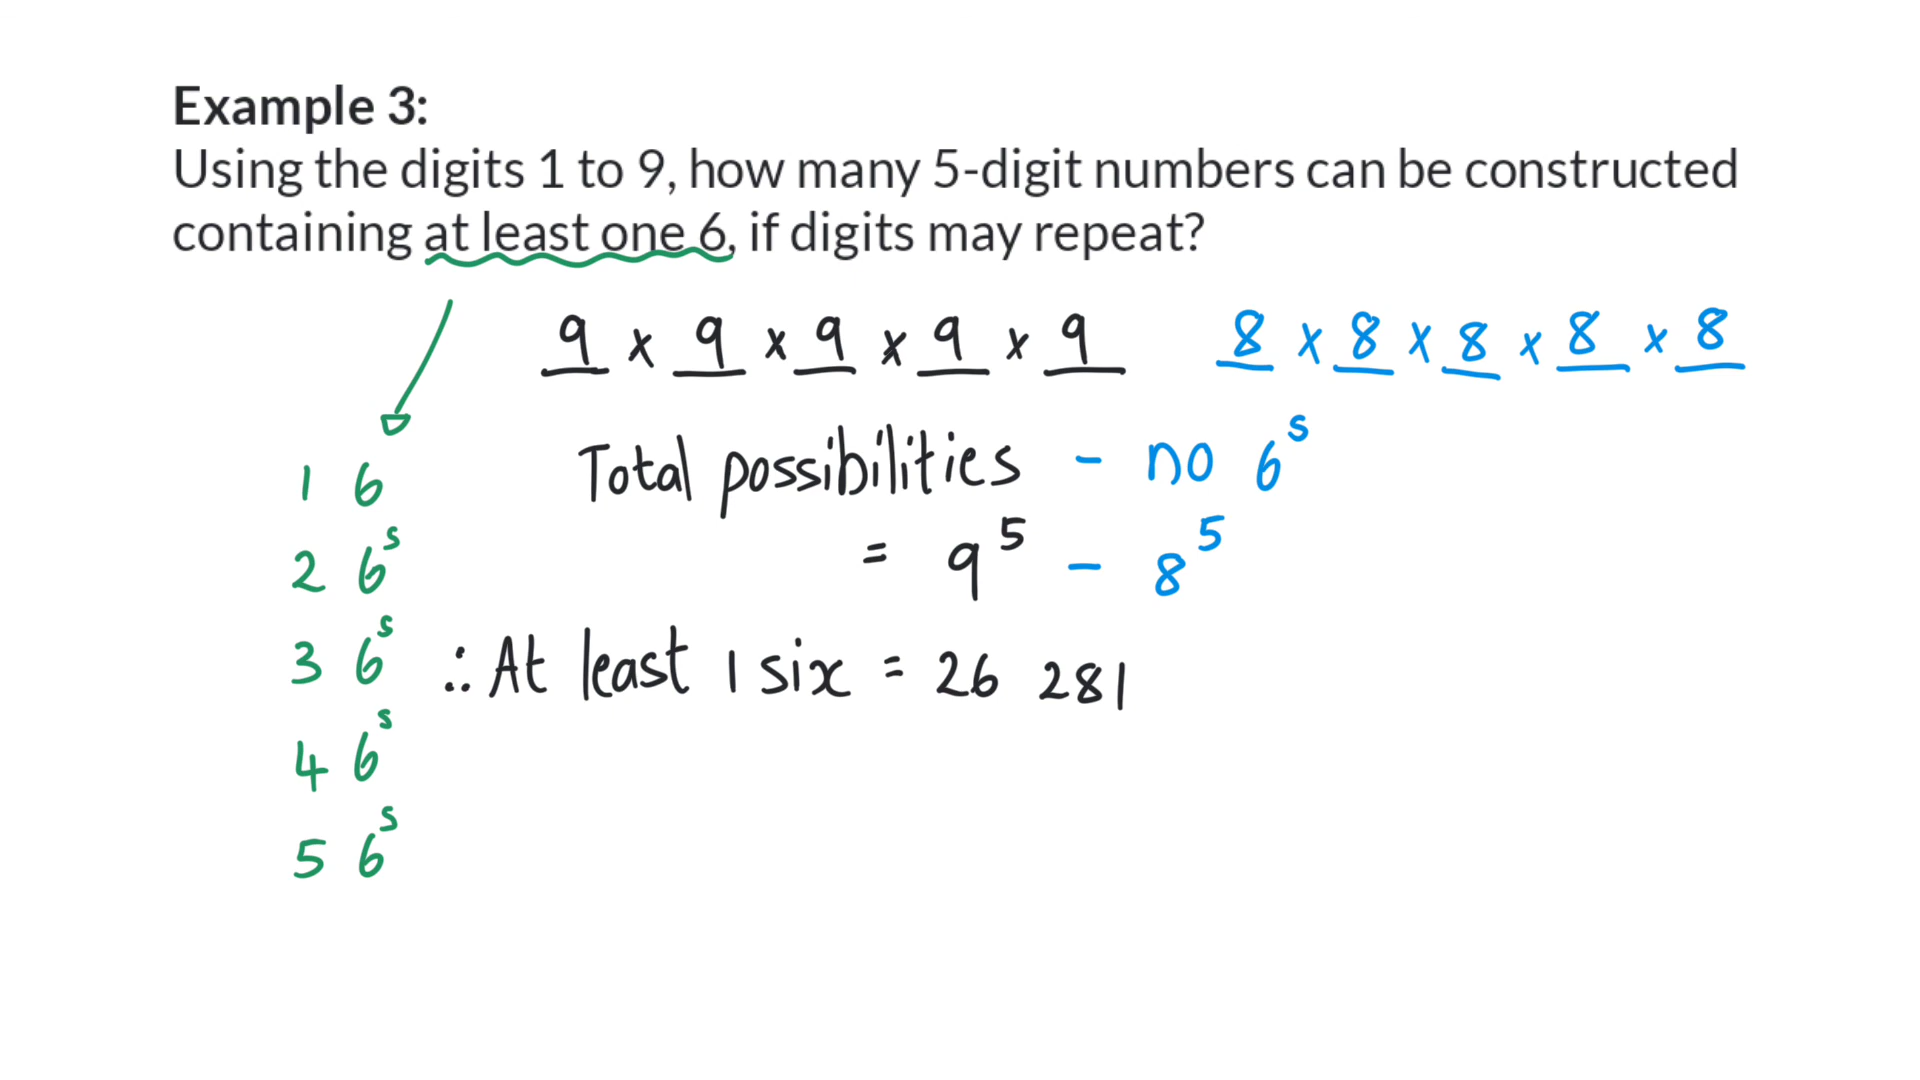 Example 3:
Using the digits 1 to 9, how many 5-digit numbers can be constructed
containing at least one 6, if digits may repeat?
9 x 9 x 9 x 9 x 9
8 x 8 x 8 x 8 x 8
Total possibilities - no 6s
= 9^5 - 8^5
∴ At least 1 six = 26 281
1 6
2 6s
3 6s
4 6s
5 6s